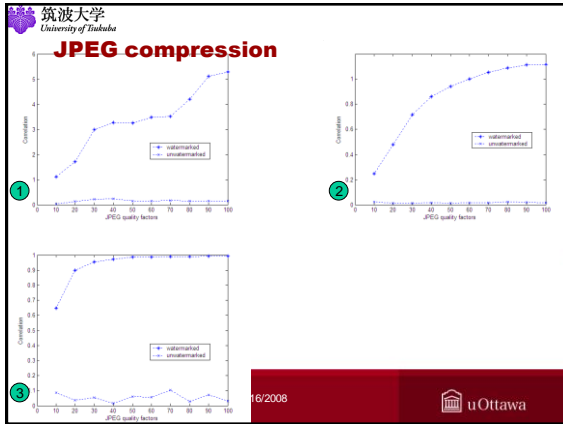 筑波大学
University of Tsukuba
JPEG compression
6
5
4
3
2
1
0
Correlation
watermarked
unwatermarked
0 10 20 30 40 50 60 70 80 90 100
JPEG quality factors
1
1
0.8
0.6
0.4
0.2
0
Correlation
watermarked
unwatermarked
0 10 20 30 40 50 60 70 80 90 100
JPEG quality factors
2
1
0.9
0.8
0.7
0.6
0.5
0.4
0.3
0.2
0.1
0
Correlation
watermarked
unwatermarked
0 10 20 30 40 50 60 70 80 90 100
JPEG quality factors
3
16/2008
uOttawa